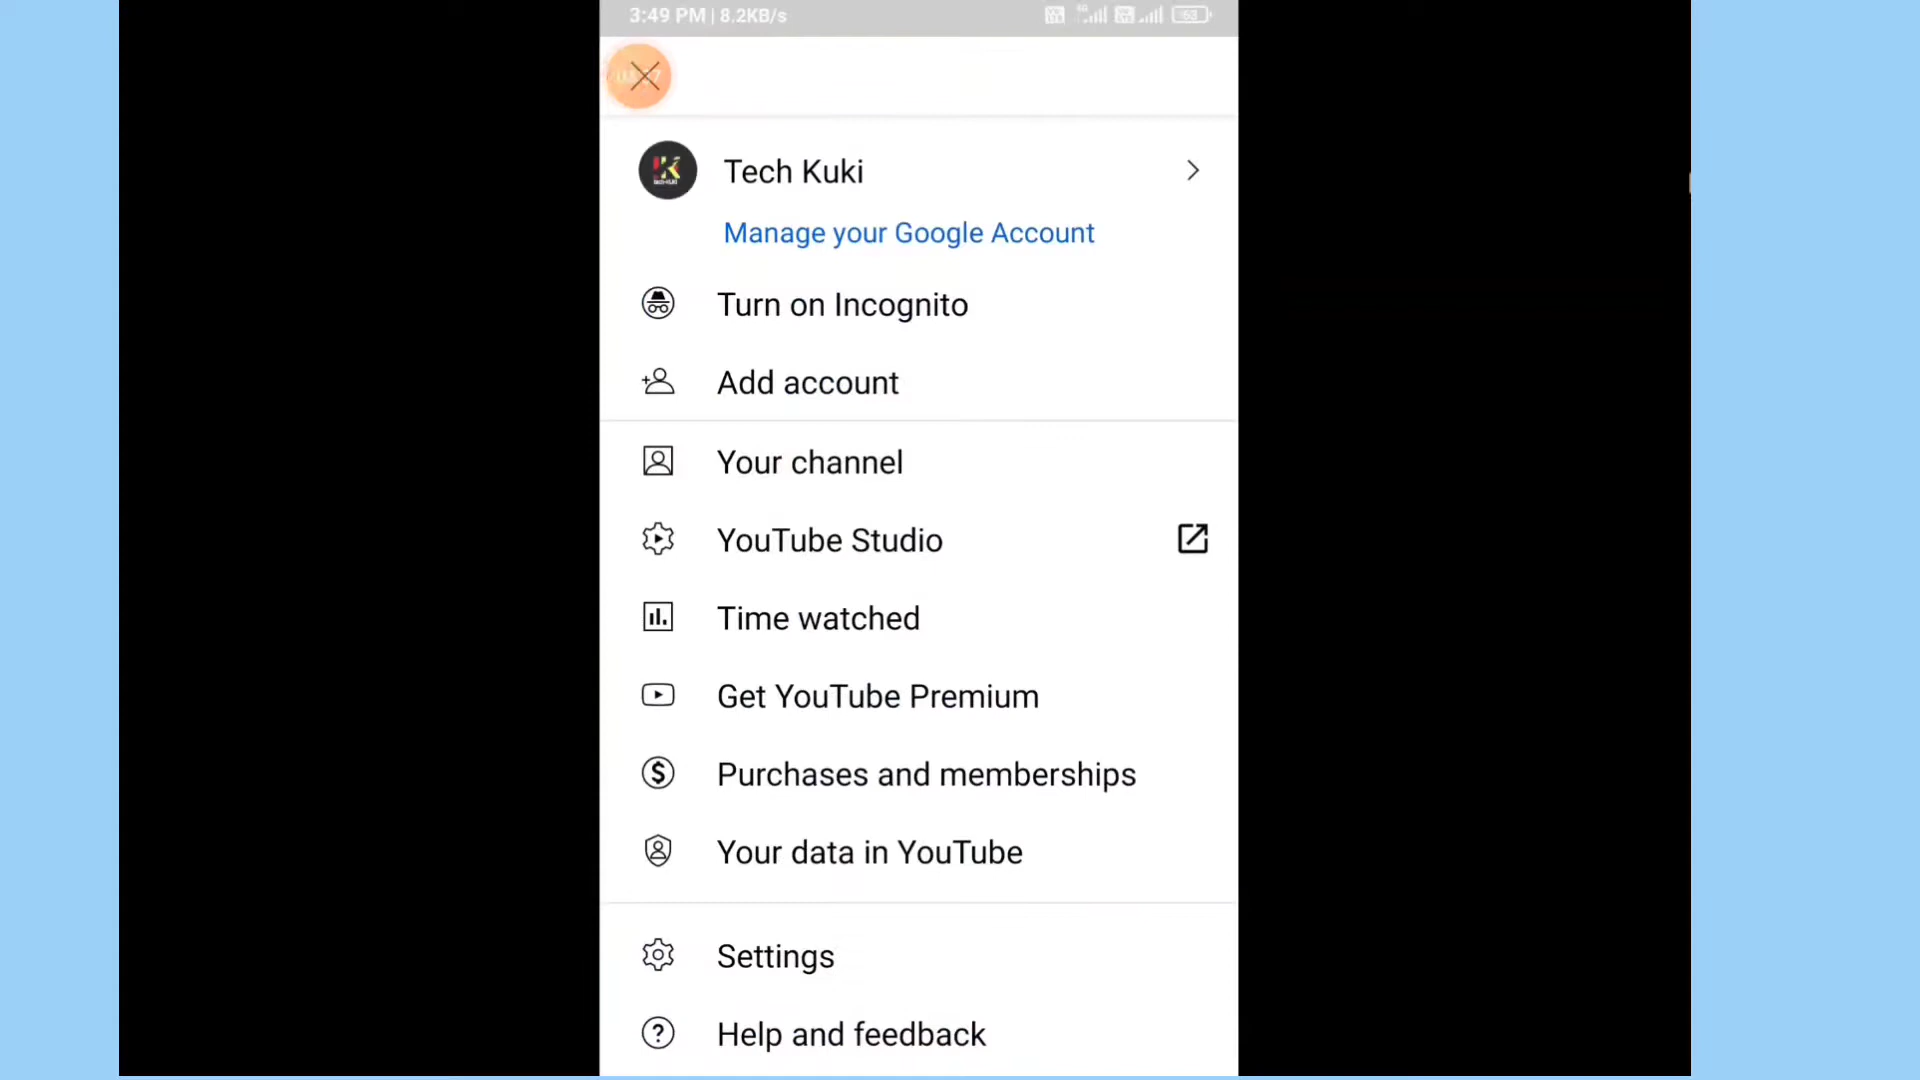 3:49 PM | 8.2KB/s
63
Tech Kuki
Manage your Google Account
Turn on Incognito
Add account
Your channel
YouTube Studio
Time watched
Get YouTube Premium
Purchases and memberships
Your data in YouTube
Settings
Help and feedback